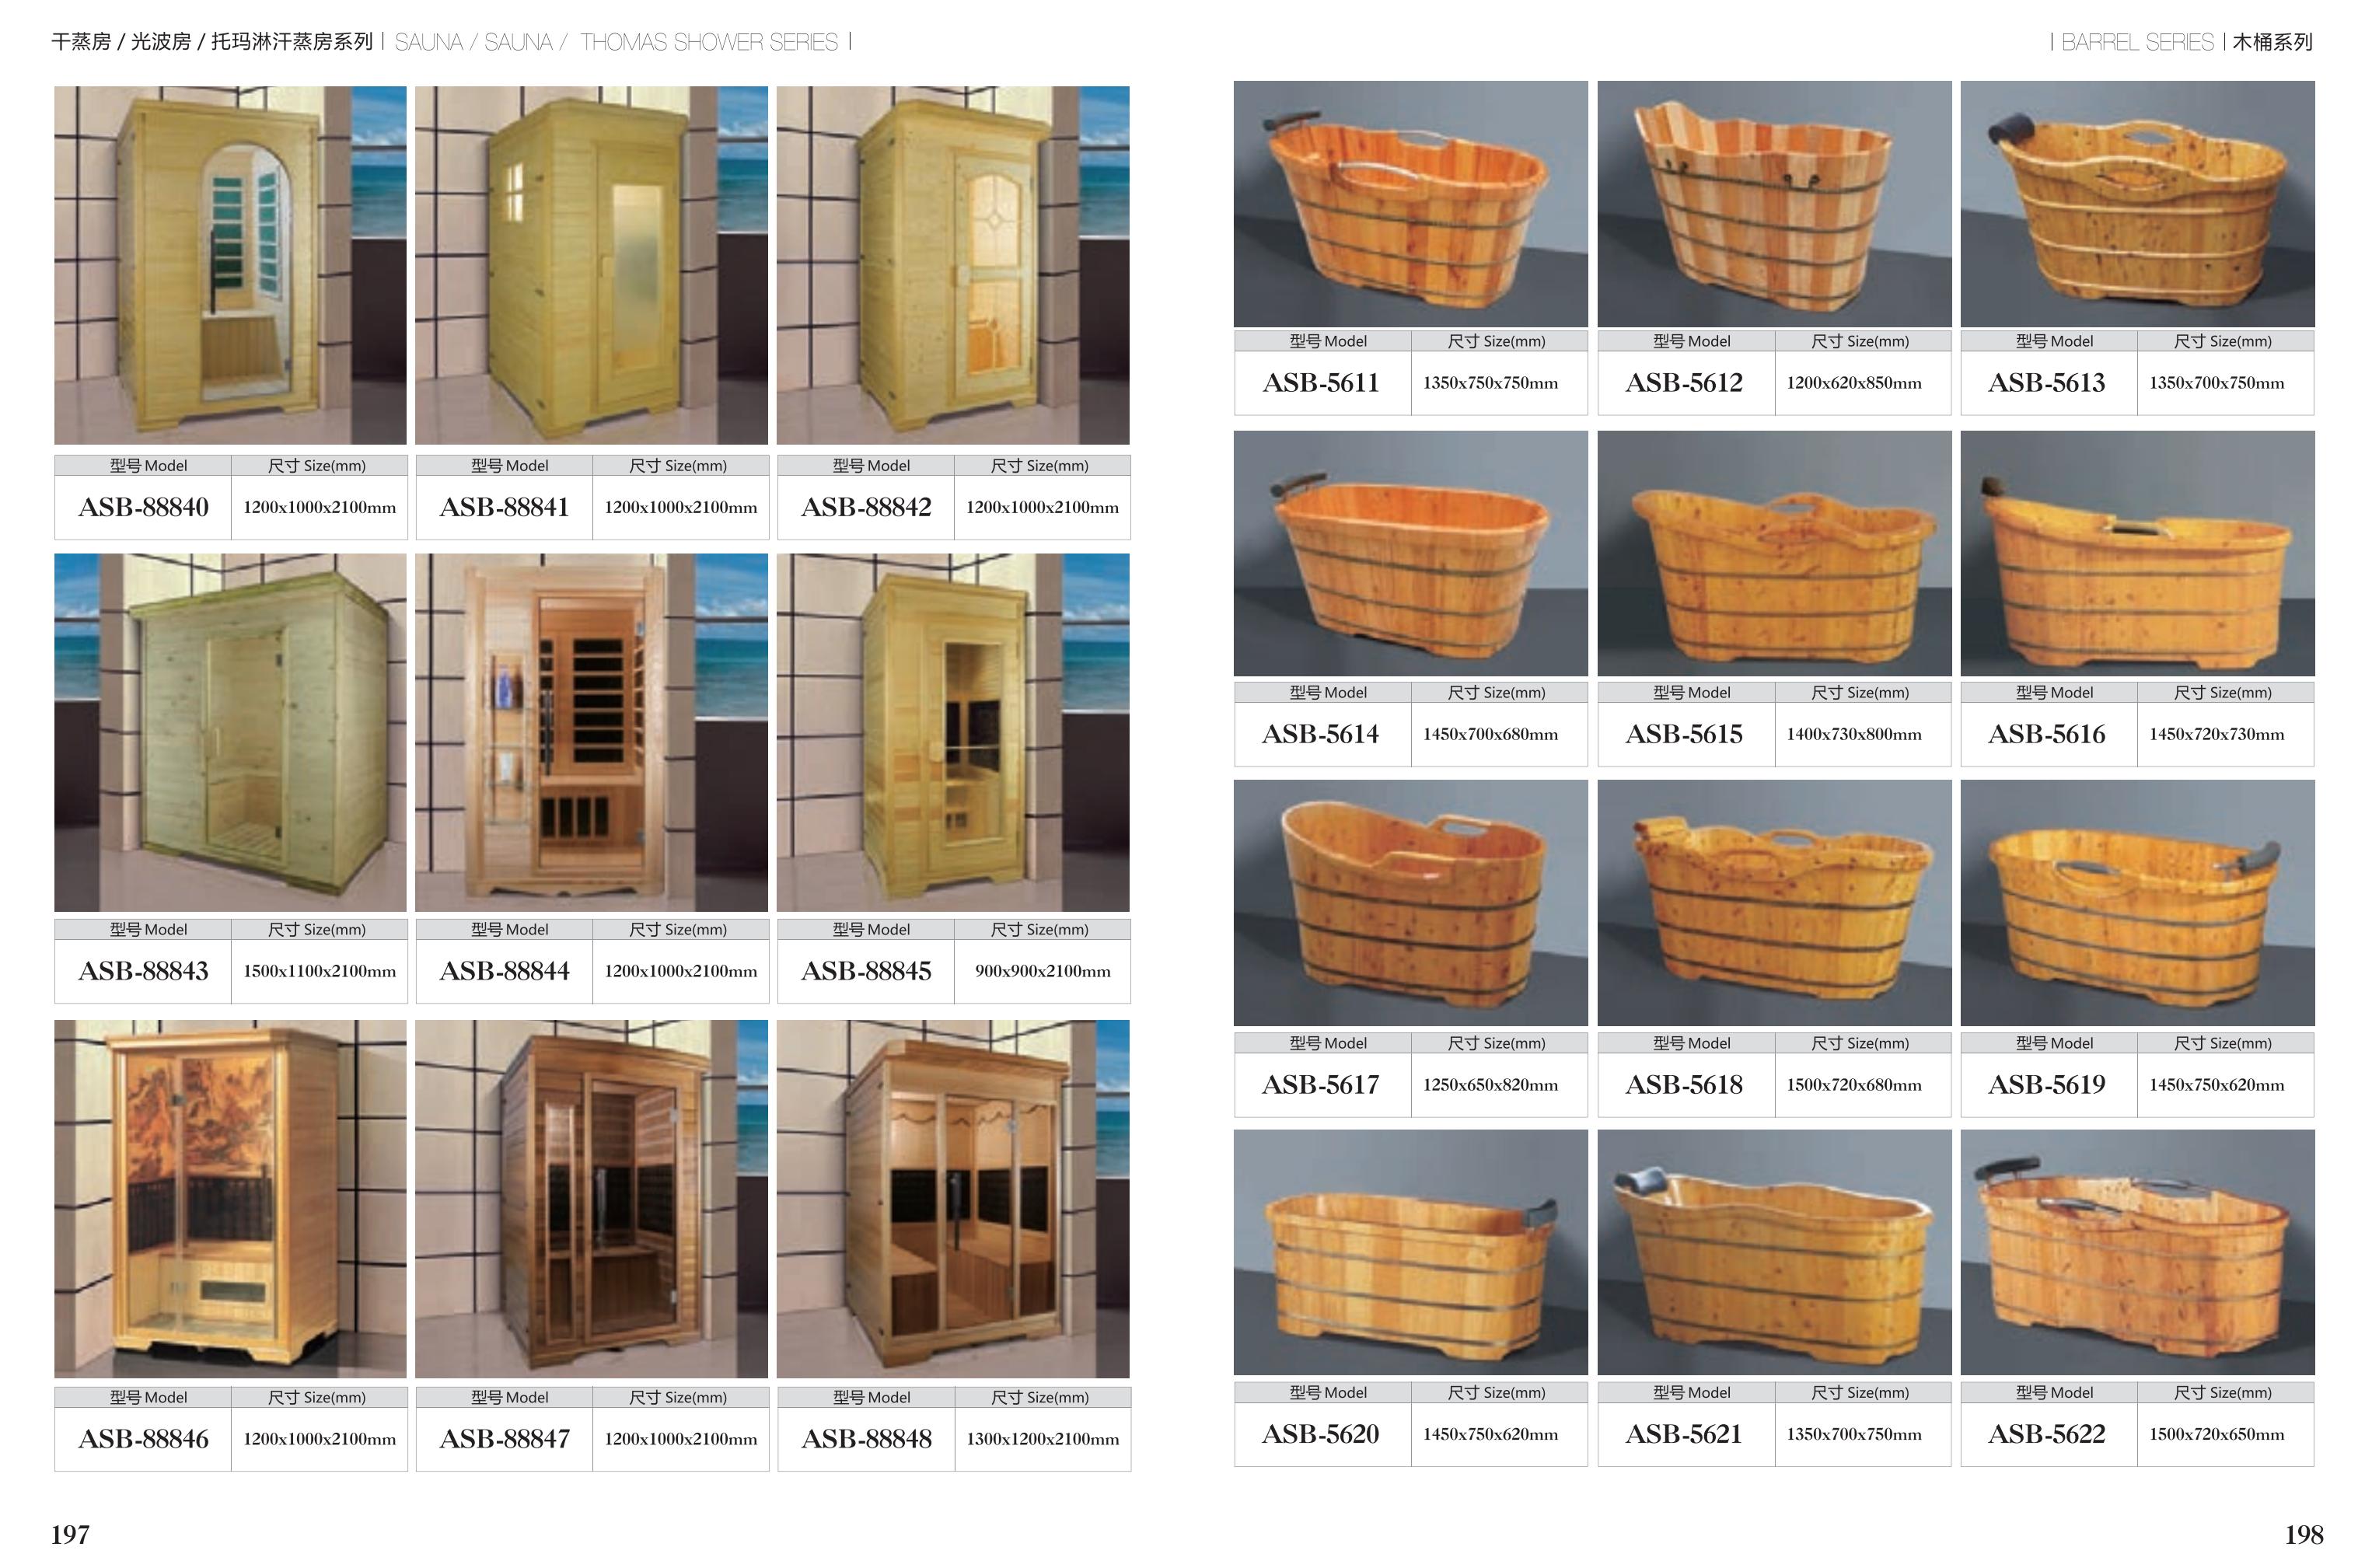 干蒸房 / 光波房 / 托玛淋汗蒸房系列 | SAUNA / SAUNA / THOMAS SHOWER SERIES |
型号 Model 尺寸 Size(mm) 型号 Model 尺寸 Size(mm) 型号 Model 尺寸 Size(mm)
ASB-88840 1200x1000x2100mm ASB-88841 1200x1000x2100mm ASB-88842 1200x1000x2100mm
型号 Model 尺寸 Size(mm) 型号 Model 尺寸 Size(mm) 型号 Model 尺寸 Size(mm)
ASB-88843 1500x1100x2100mm ASB-88844 1200x1000x2100mm ASB-88845 900x900x2100mm
型号 Model 尺寸 Size(mm) 型号 Model 尺寸 Size(mm) 型号 Model 尺寸 Size(mm)
ASB-88846 1200x1000x2100mm ASB-88847 1200x1000x2100mm ASB-88848 1300x1200x2100mm
197
| BARREL SERIES | 木桶系列
型号 Model 尺寸 Size(mm) 型号 Model 尺寸 Size(mm) 型号 Model 尺寸 Size(mm)
ASB-5611 1350x750x750mm ASB-5612 1200x620x850mm ASB-5613 1350x700x750mm
型号 Model 尺寸 Size(mm) 型号 Model 尺寸 Size(mm) 型号 Model 尺寸 Size(mm)
ASB-5614 1450x700x680mm ASB-5615 1400x730x800mm ASB-5616 1450x720x730mm
型号 Model 尺寸 Size(mm) 型号 Model 尺寸 Size(mm) 型号 Model 尺寸 Size(mm)
ASB-5617 1250x650x820mm ASB-5618 1500x720x680mm ASB-5619 1450x750x620mm
型号 Model 尺寸 Size(mm) 型号 Model 尺寸 Size(mm) 型号 Model 尺寸 Size(mm)
ASB-5620 1450x750x620mm ASB-5621 1350x700x750mm ASB-5622 1500x720x650mm
198